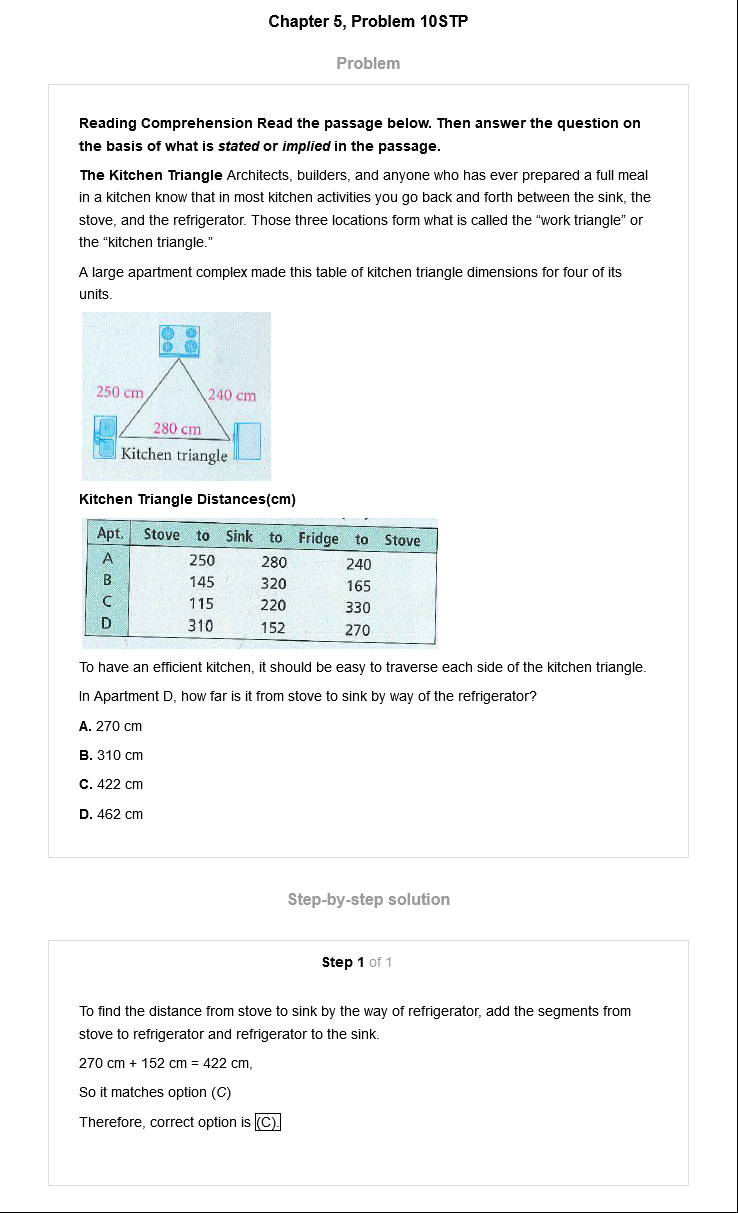 Chapter 5, Problem 10STP
Problem
Reading Comprehension Read the passage below. Then answer the question on
the basis of what is stated or implied in the passage.
The Kitchen Triangle Architects, builders, and anyone who has ever prepared a full meal
in a kitchen know that in most kitchen activities you go back and forth between the sink, the
stove, and the refrigerator. Those three locations form what is called the “work triangle” or
the “kitchen triangle.”
A large apartment complex made this table of kitchen triangle dimensions for four of its
units.
250 cm 240 cm
280 cm
Kitchen triangle
Kitchen Triangle Distances(cm)
Apt. Stove to Sink to Fridge to Stove
A 250 280 240
B 145 320 165
C 115 220 330
D 310 152 270
To have an efficient kitchen, it should be easy to traverse each side of the kitchen triangle.
In Apartment D, how far is it from stove to sink by way of the refrigerator?
A. 270 cm
B. 310 cm
C. 422 cm
D. 462 cm
Step-by-step solution
Step 1 of 1
To find the distance from stove to sink by the way of refrigerator, add the segments from
stove to refrigerator and refrigerator to the sink.
270 cm + 152 cm = 422 cm,
So it matches option (C)
Therefore, correct option is (C).